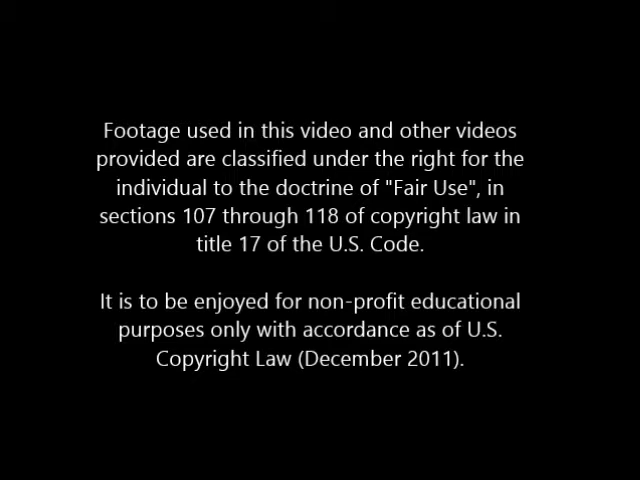 Footage used in this video and other videos
provided are classified under the right for the
individual to the doctrine of "Fair Use", in
sections 107 through 118 of copyright law in
title 17 of the U.S. Code.
It is to be enjoyed for non-profit educational
purposes only with accordance as of U.S.
Copyright Law (December 2011).